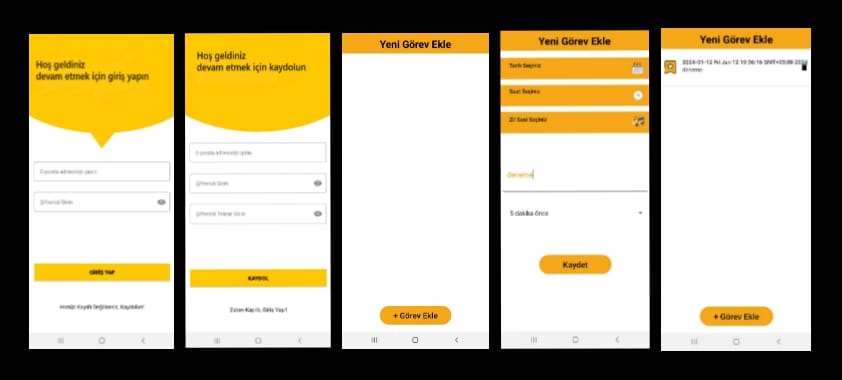 Hoş geldiniz
devam etmek için giriş yapın
E-posta adresinizi yazın
Şifrenizi Girin
GİRİŞ YAP
Henüz Kayıtlı Değilseniz, Kaydolun!
Hoş geldiniz
devam etmek için kaydolun
E-posta adresinizi girin
Şifrenizi Girin
Şifrenizi Tekrar Girin
KAYDOL
Zaten Kayıtlı, Giriş Yap!
Yeni Görev Ekle
+ Görev Ekle
Yeni Görev Ekle
Tarih Seçiniz
Saat Seçiniz
Zil Sesi Seçiniz
deneme
5 dakika önce
Kaydet
Yeni Görev Ekle
2024-01-12 Fri Jan 12 10:36:16 GMT+03:00 2024
deneme
+ Görev Ekle